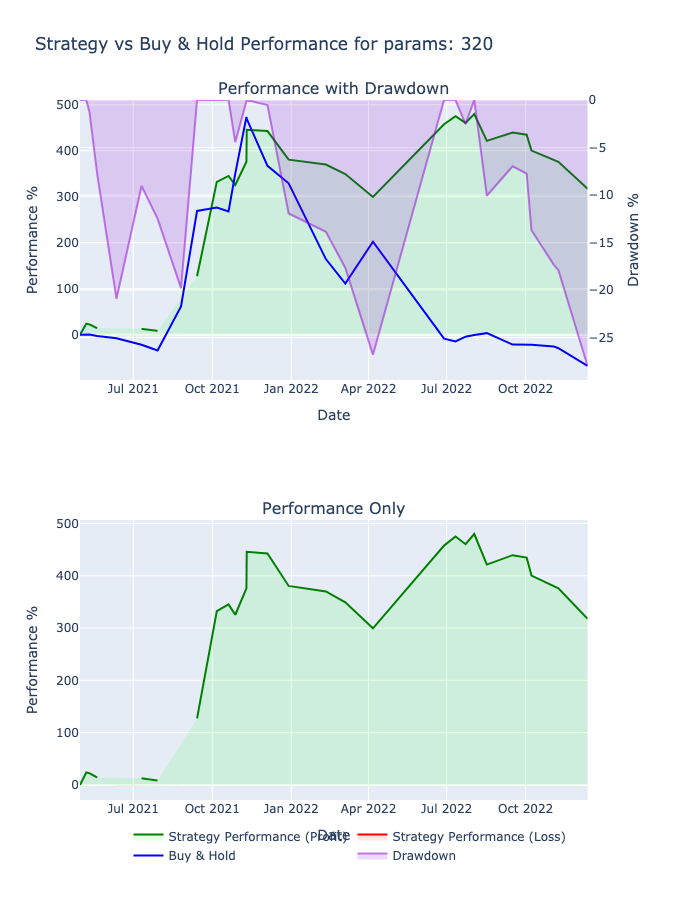 Strategy vs Buy & Hold Performance for params: 320
Performance with Drawdown
500
400
300
200
100
0
0
−5
−10
−15
−20
−25
Performance %
Drawdown %
Jul 2021
Oct 2021
Jan 2022
Apr 2022
Jul 2022
Oct 2022
Date
Performance Only
500
400
300
200
100
0
Performance %
Jul 2021
Oct 2021
Jan 2022
Apr 2022
Jul 2022
Oct 2022
Date
Strategy Performance (Profit)
Strategy Performance (Loss)
Buy & Hold
Drawdown